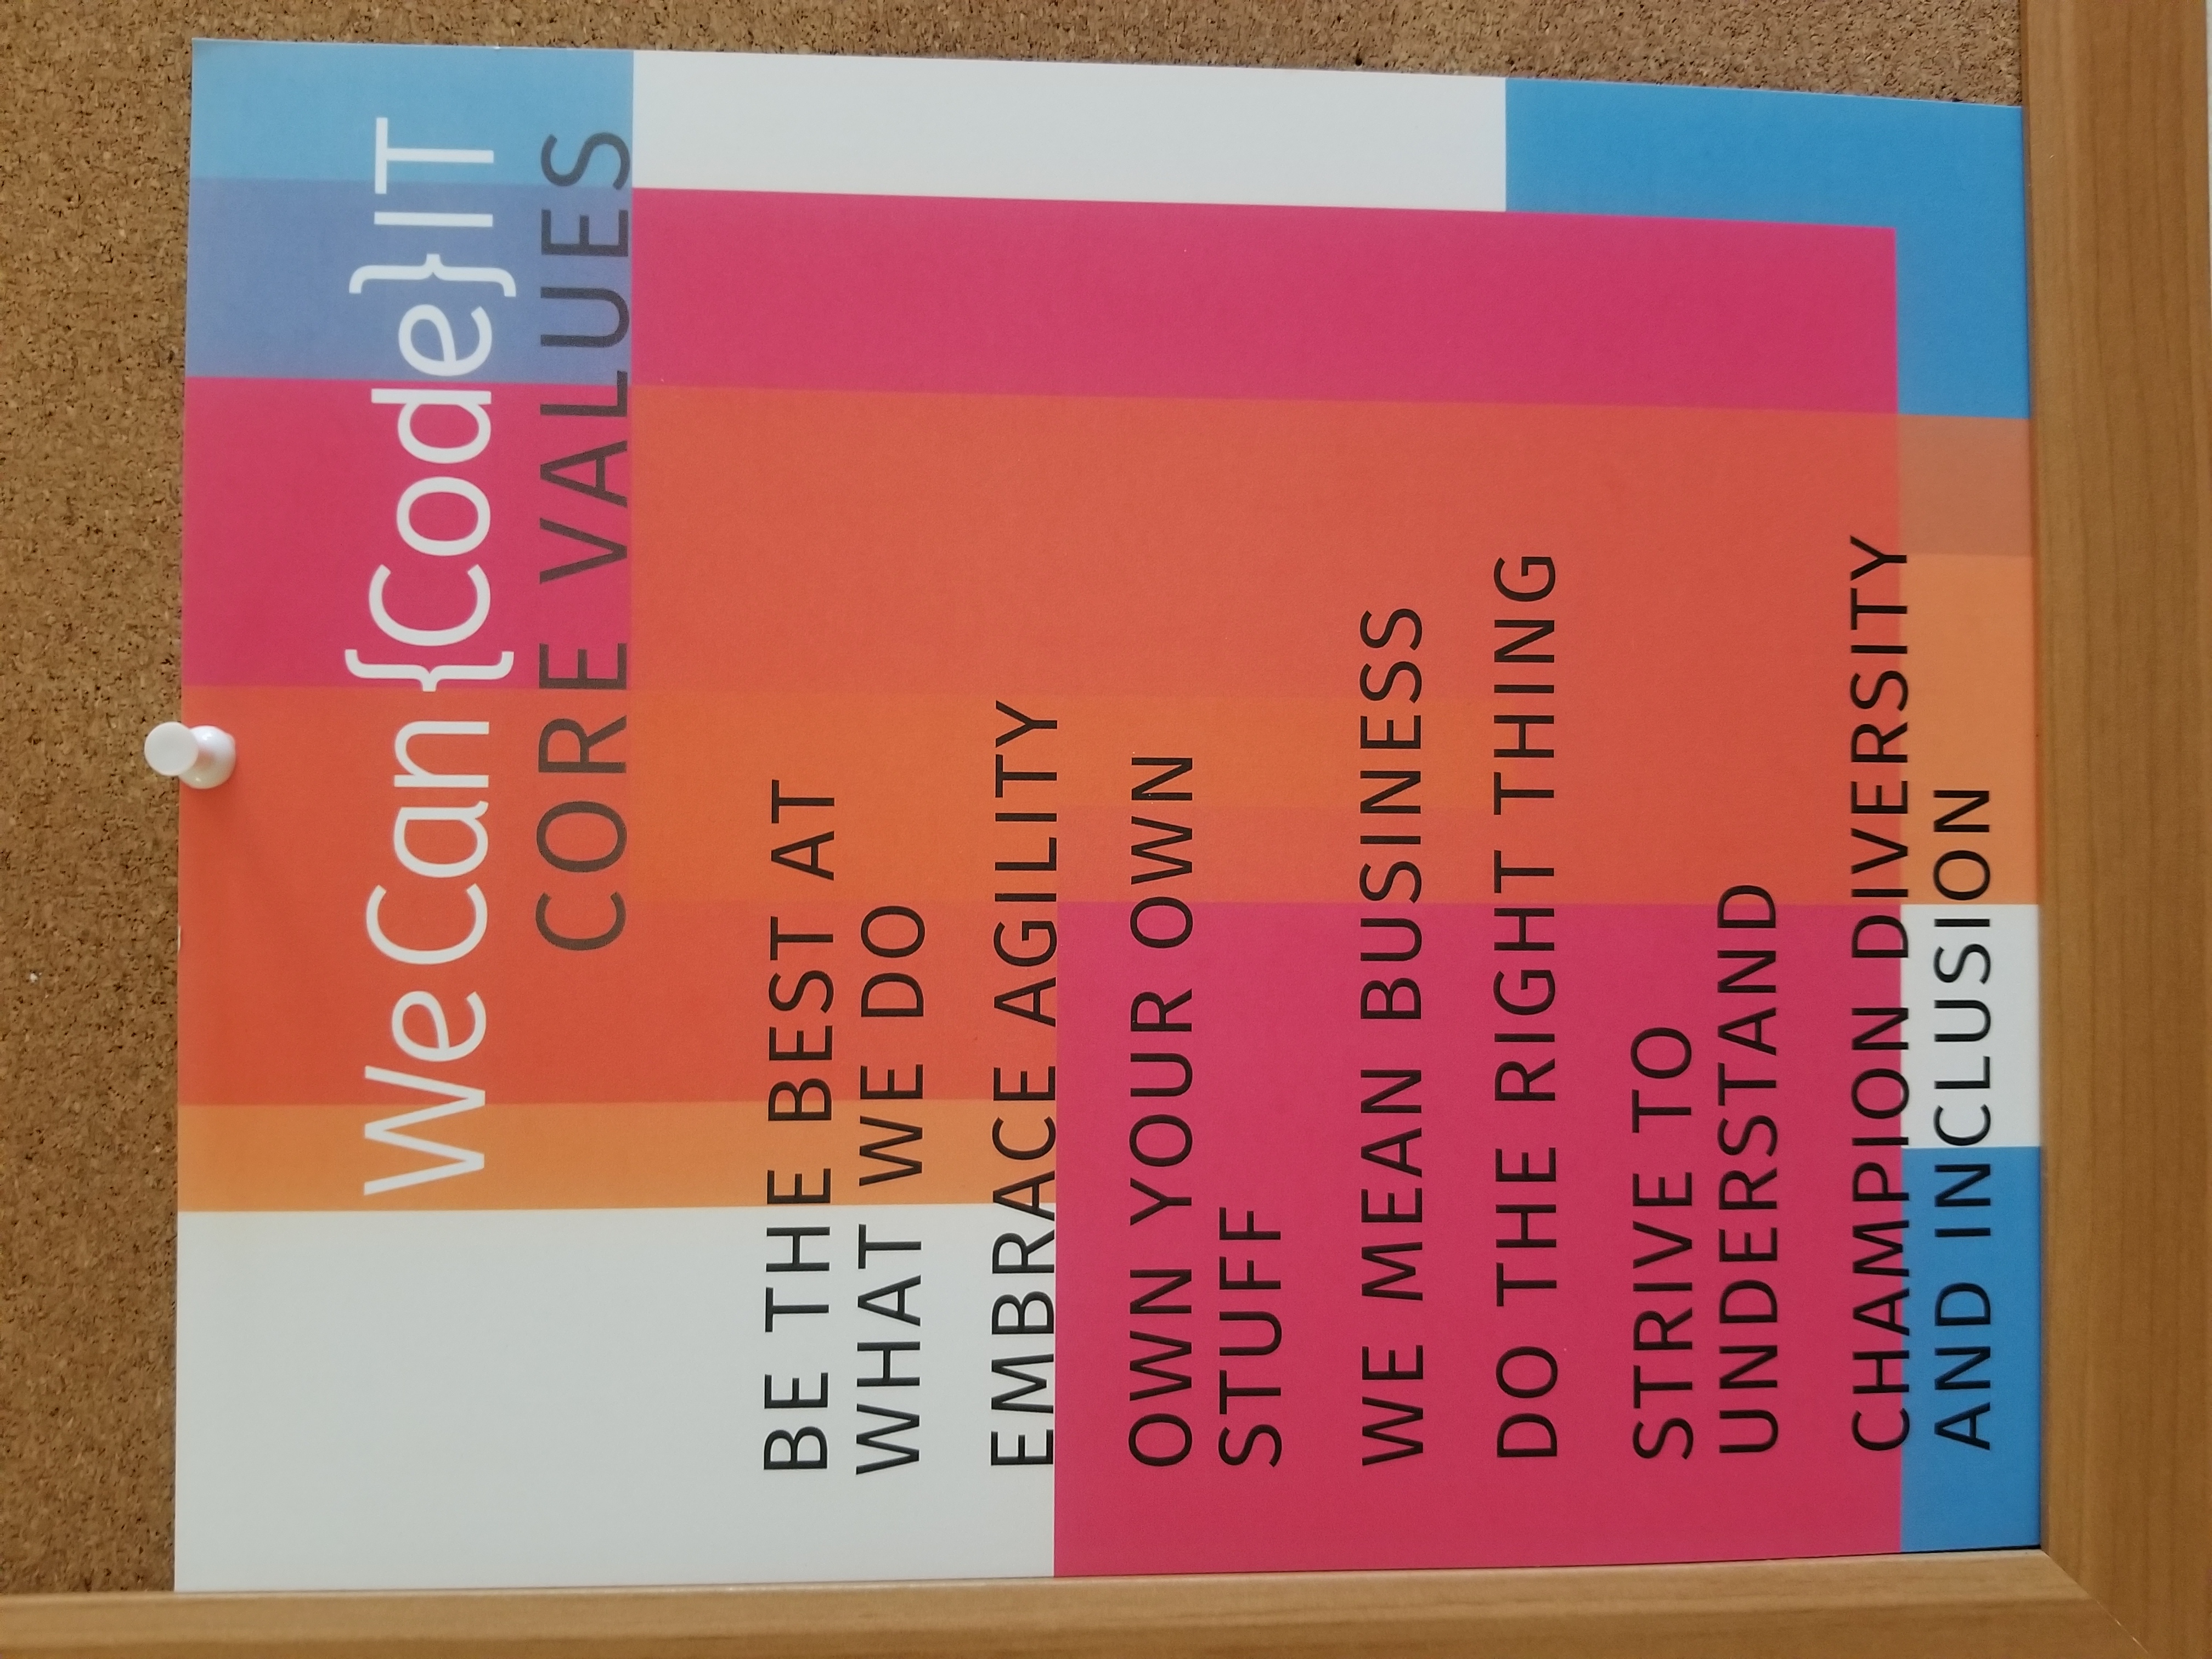 We Can {Code} IT
CORE VALUES
BE THE BEST AT
WHAT WE DO
EMBRACE AGILITY
OWN YOUR OWN
STUFF
WE MEAN BUSINESS
DO THE RIGHT THING
STRIVE TO
UNDERSTAND
CHAMPION DIVERSITY
AND INCLUSION